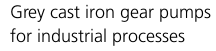 Grey cast iron gear pumps
for industrial processes